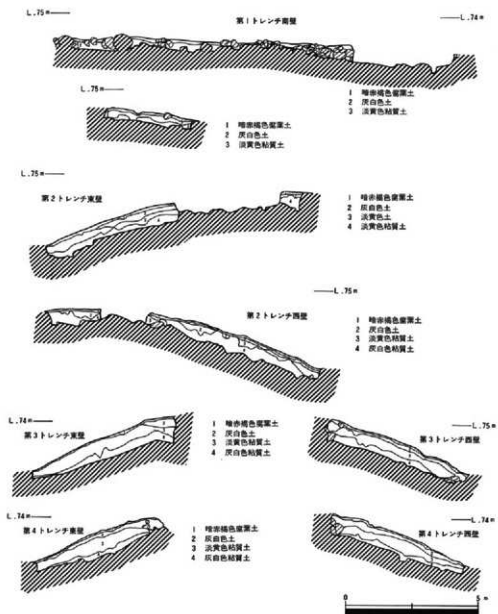 L.75m
第1トレンチ南壁
L.74m
1 暗赤褐色腐葉土
2 灰白色土
3 淡黄色粘質土
L.75m
1 暗赤褐色腐葉土
2 灰白色土
3 淡黄色粘質土
L.75m
第2トレンチ東壁
1 暗赤褐色腐葉土
2 灰白色土
3 淡黄色土
4 淡黄色粘質土
L.75m
第2トレンチ西壁
1 暗赤褐色腐葉土
2 灰白色土
3 淡黄色粘質土
4 灰白色粘質土
L.74m
第3トレンチ東壁
1 暗赤褐色腐葉土
2 灰白色土
3 淡黄色粘質土
4 灰白色粘質土
L.75m
第3トレンチ西壁
L.74m
第4トレンチ東壁
1 暗赤褐色腐葉土
2 灰白色土
3 淡黄色粘質土
4 灰白色粘質土
L.74m
第4トレンチ西壁
0 5m